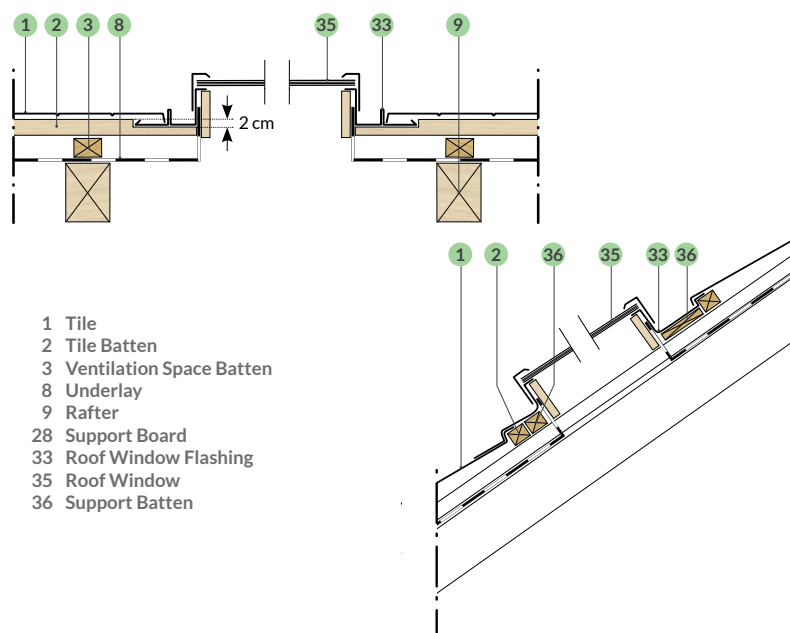 1 2 3 8 35 33 9
2 cm
1 2 36 35 33 36
1 Tile
2 Tile Batten
3 Ventilation Space Batten
8 Underlay
9 Rafter
28 Support Board
33 Roof Window Flashing
35 Roof Window
36 Support Batten